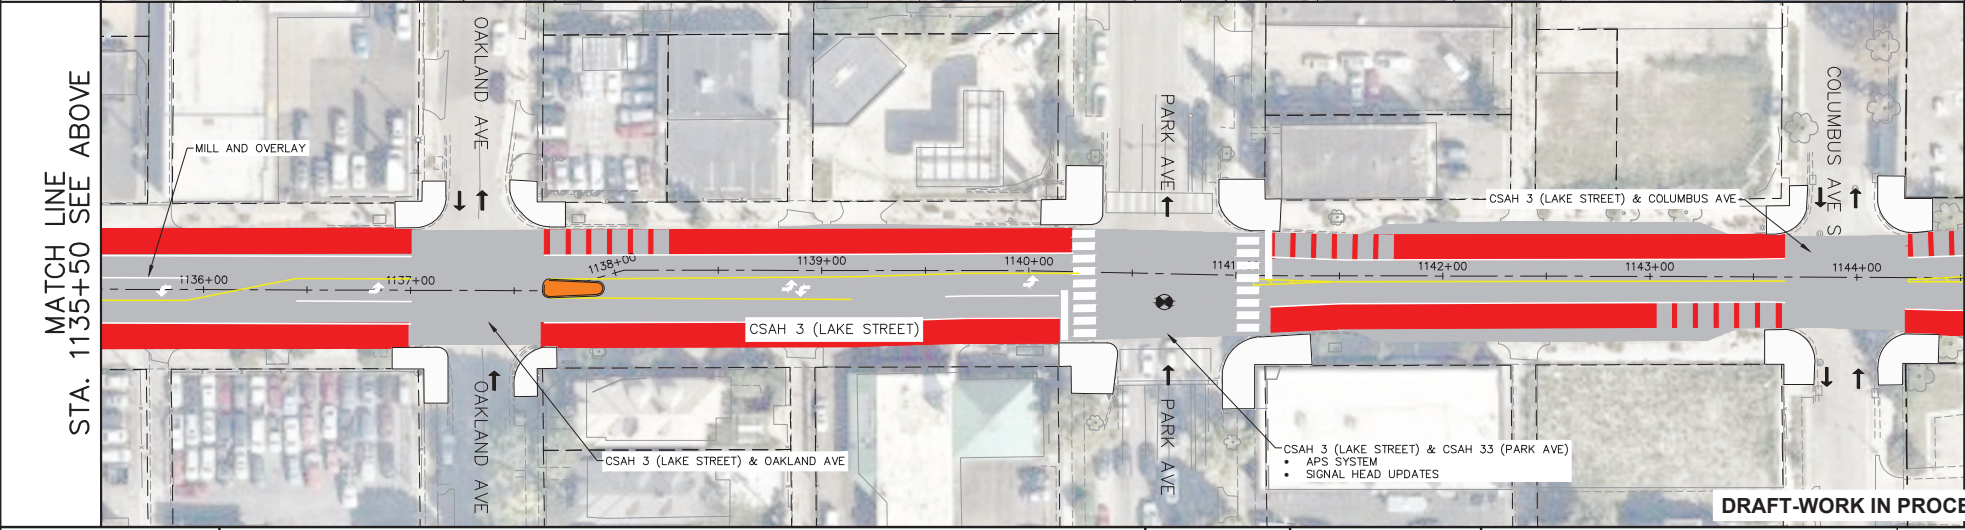 MATCH LINE
STA. 1135+50 SEE ABOVE
OAKLAND AVE
PARK AVE
COLUMBUS AVE S
MILL AND OVERLAY
CSAH 3 (LAKE STREET) & COLUMBUS AVE
1136+00
1137+00
1138+00
1139+00
1140+00
1141
1142+00
1143+00
1144+00
CSAH 3 (LAKE STREET)
OAKLAND AVE
PARK AVE
CSAH 3 (LAKE STREET) & OAKLAND AVE
CSAH 3 (LAKE STREET) & CSAH 33 (PARK AVE)
• APS SYSTEM
• SIGNAL HEAD UPDATES
DRAFT-WORK IN PROCE